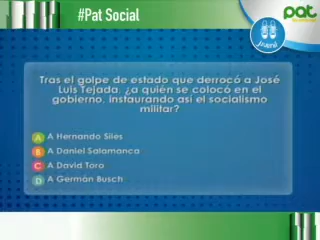 #Pat Social
pat
Tras el golpe de estado que derrocó a José
Luis Tejada, ¿a quién se colocó en el
gobierno, instaurando así el socialismo
militar?
A A Hernando Siles
B A Daniel Salamanca
C A David Toro
D A Germán Busch